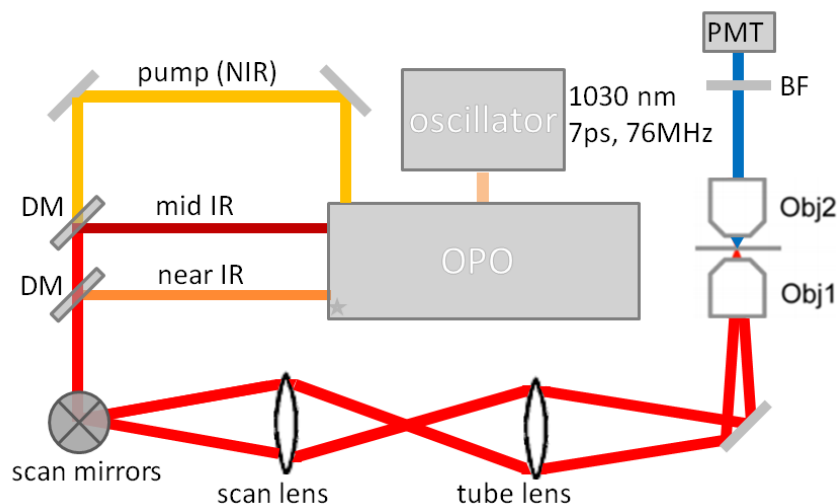 PMT
pump (NIR)
oscillator
1030 nm
7ps, 76MHz
BF
DM
mid IR
Obj2
OPO
DM
near IR
Obj1
scan mirrors
scan lens
tube lens